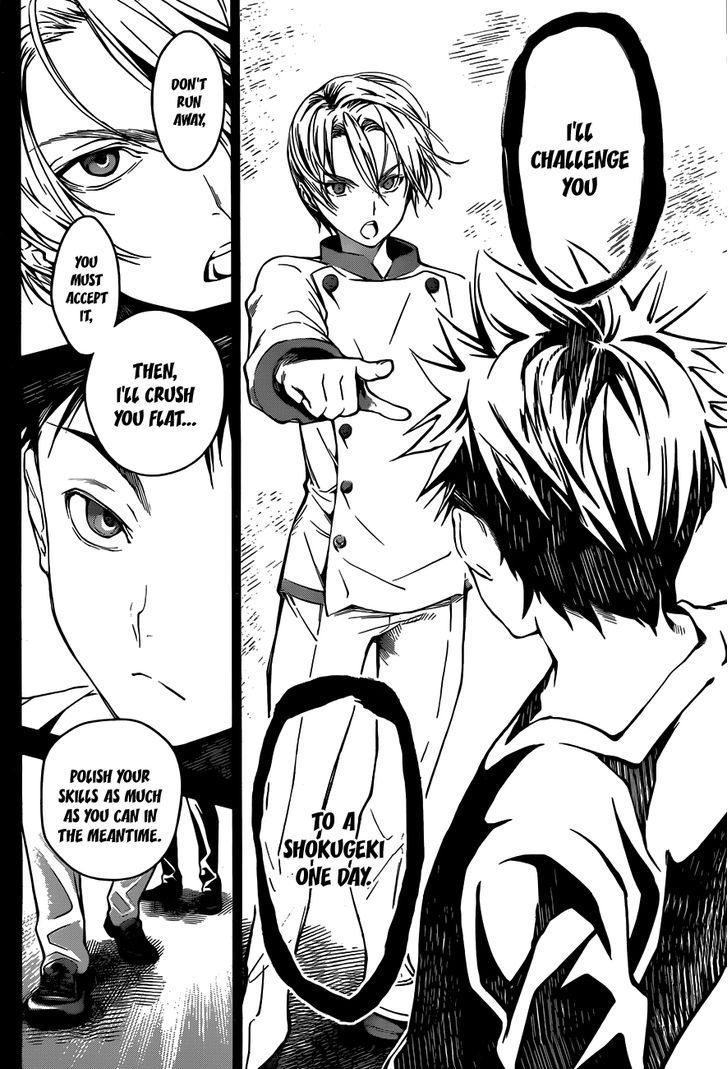 I'LL
CHALLENGE
YOU
TO A
SHOKUGEKI
ONE DAY.
DON'T
RUN
AWAY,
YOU
MUST
ACCEPT
IT,
THEN,
I'LL CRUSH
YOU FLAT...
POLISH YOUR
SKILLS AS MUCH
AS YOU CAN IN
THE MEANTIME.